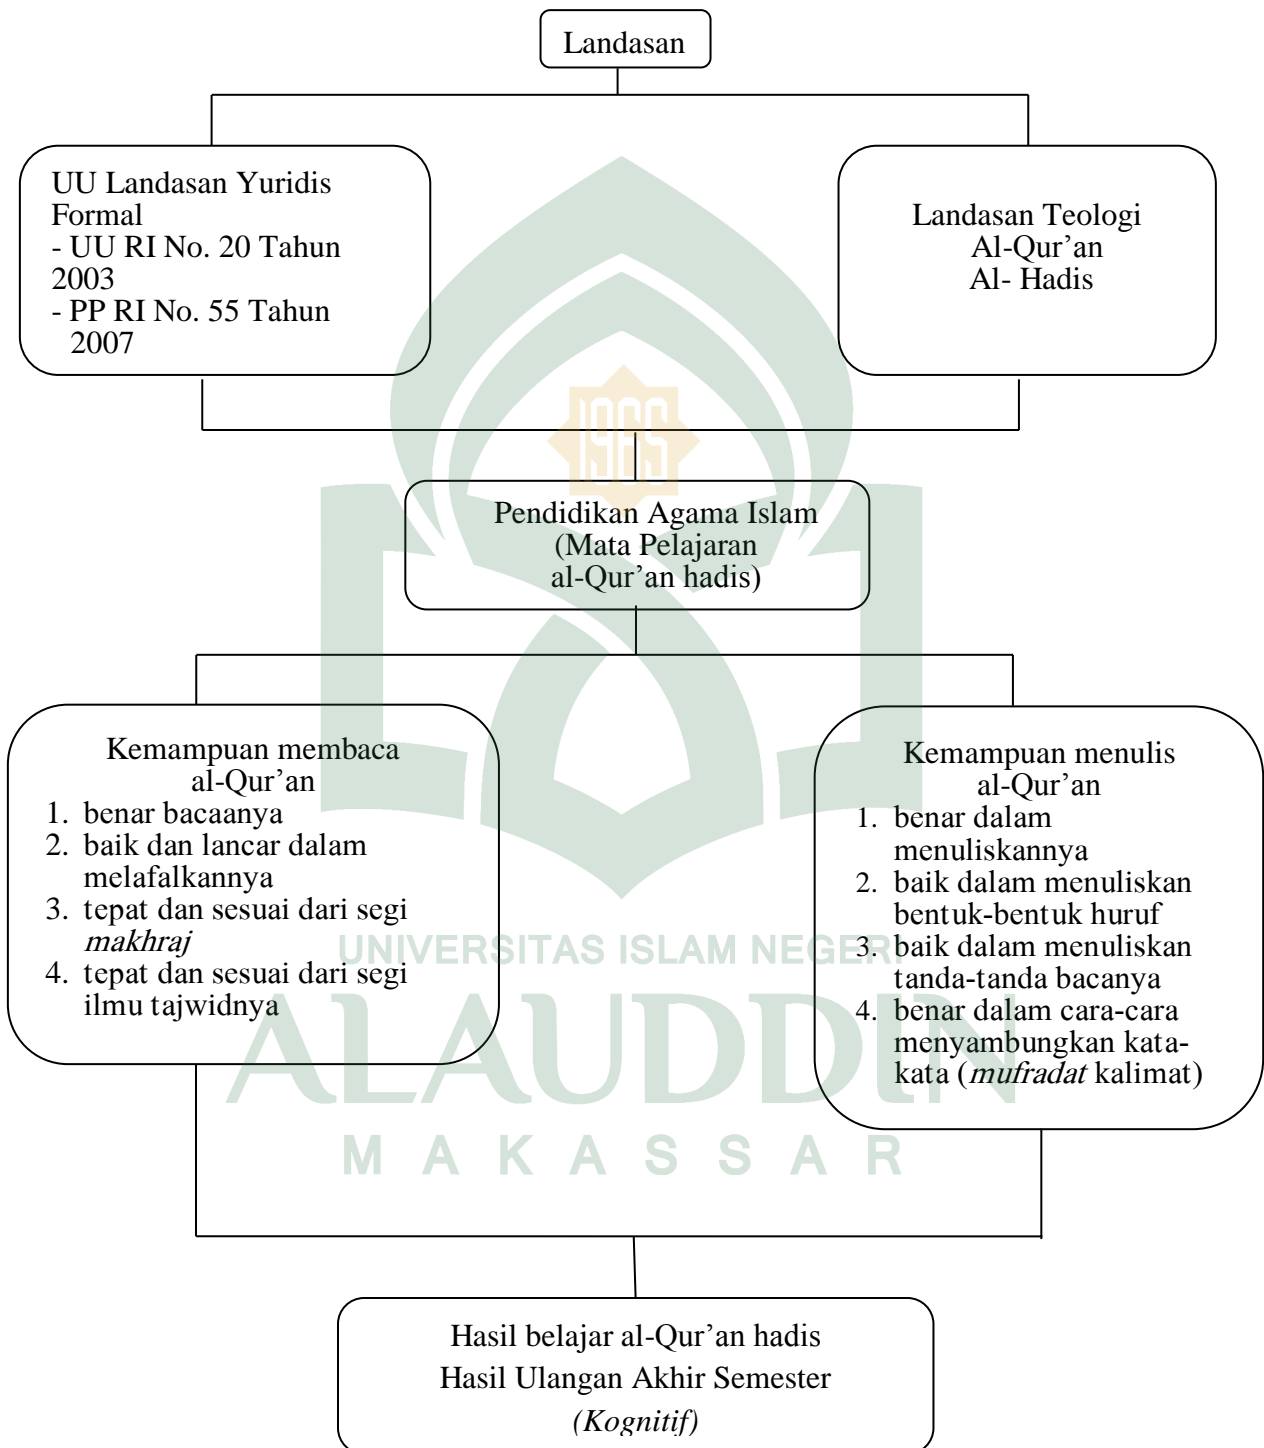 Landasan
UU Landasan Yuridis
Formal
- UU RI No. 20 Tahun
2003
- PP RI No. 55 Tahun
2007
Landasan Teologi
Al-Qur’an
Al- Hadis
1965
Pendidikan Agama Islam
(Mata Pelajaran
al-Qur’an hadis)
Kemampuan membaca
al-Qur’an
1. benar bacaanya
2. baik dan lancar dalam
melafalkannya
3. tepat dan sesuai dari segi
makhraj
4. tepat dan sesuai dari segi
ilmu tajwidnya
Kemampuan menulis
al-Qur’an
1. benar dalam
menuliskannya
2. baik dalam menuliskan
bentuk-bentuk huruf
3. baik dalam menuliskan
tanda-tanda bacanya
4. benar dalam cara-cara
menyambungkan kata-
kata (mufradat kalimat)
UNIVERSITAS ISLAM NEGERI
ALAUDDIN
MAKASSAR
Hasil belajar al-Qur’an hadis
Hasil Ulangan Akhir Semester
(Kognitif)